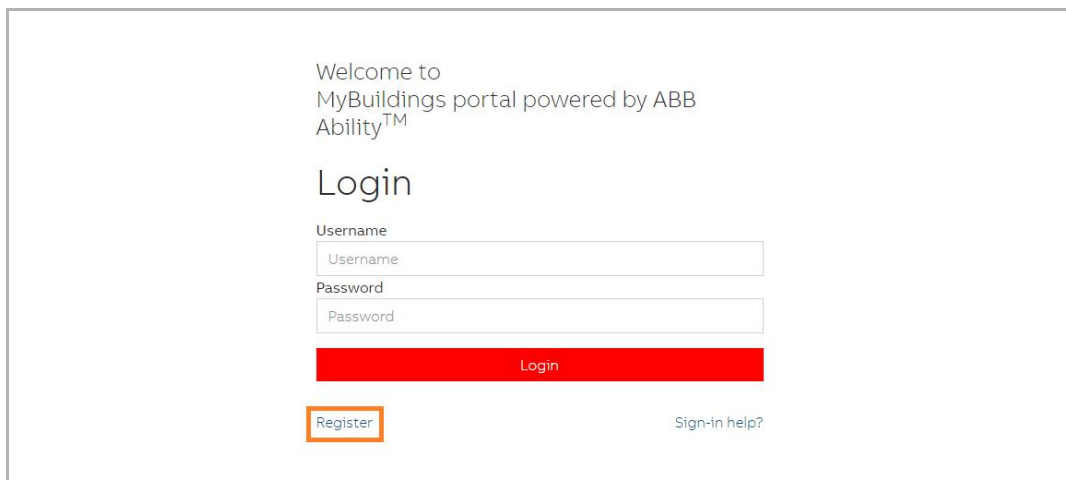 Welcome to
MyBuildings portal powered by ABB
Ability™
Login
Username
Username
Password
Password
Login
Register
Sign-in help?